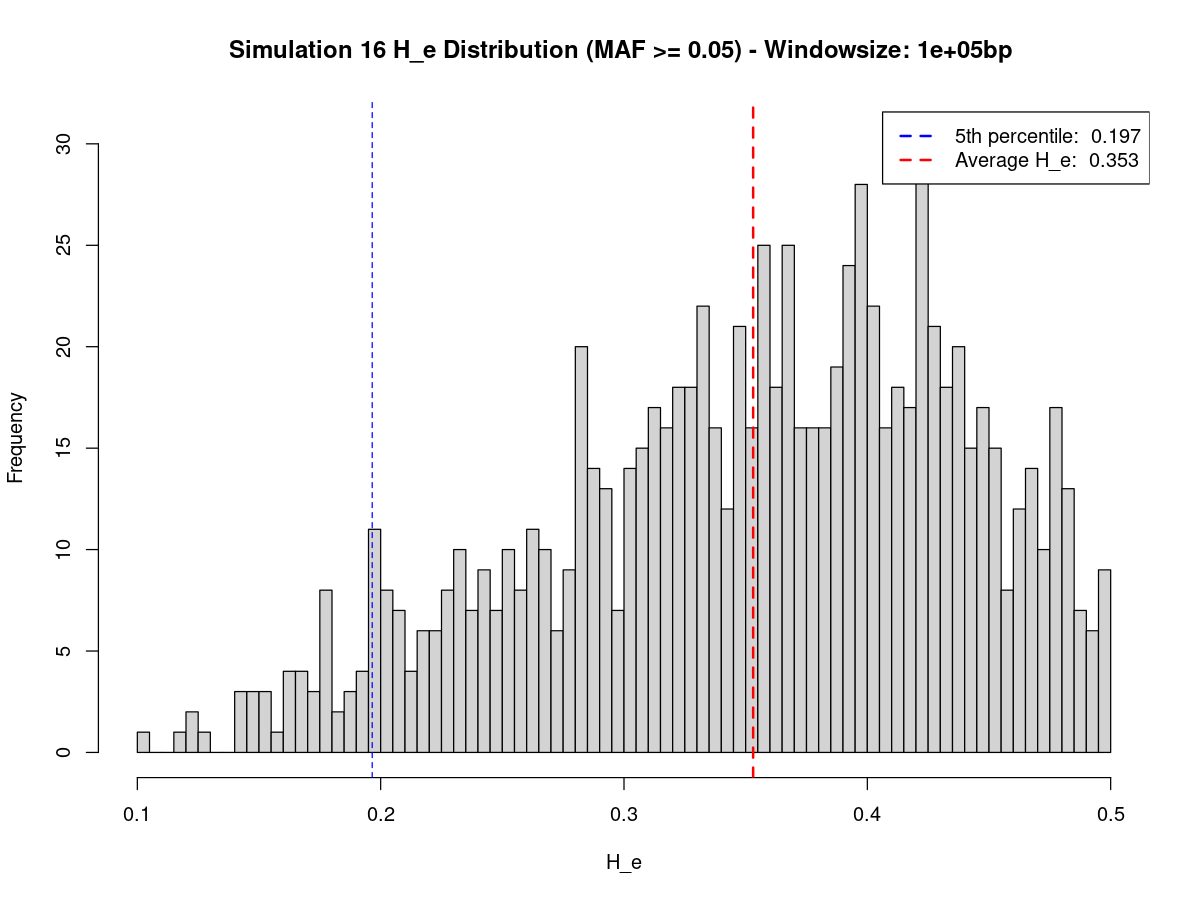 Simulation 16 H_e Distribution (MAF >= 0.05) - Windowsize: 1e+05bp
5th percentile: 0.197
Average H_e: 0.353
Frequency
30
25
20
15
10
5
0
0.1 0.2 0.3 0.4 0.5
H_e